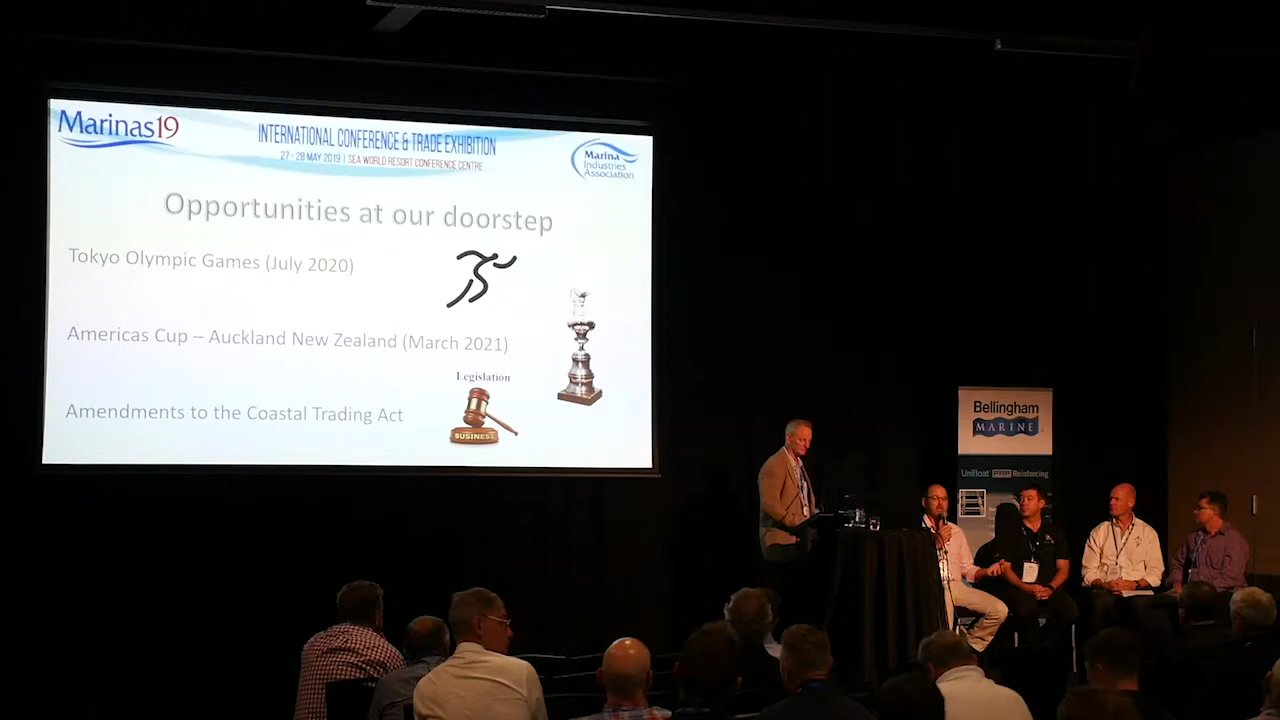 Marinas19
INTERNATIONAL CONFERENCE & TRADE EXHIBITION
27 - 28 MAY 2019 | SEA WORLD RESORT CONFERENCE CENTRE
Marina
Industries
Association
Opportunities at our doorstep
Tokyo Olympic Games (July 2020)
Americas Cup – Auckland New Zealand (March 2021)
Legislation
Amendments to the Coastal Trading Act
BUSINESS
Bellingham
MARINE
Unifloat FRP Reinforcing